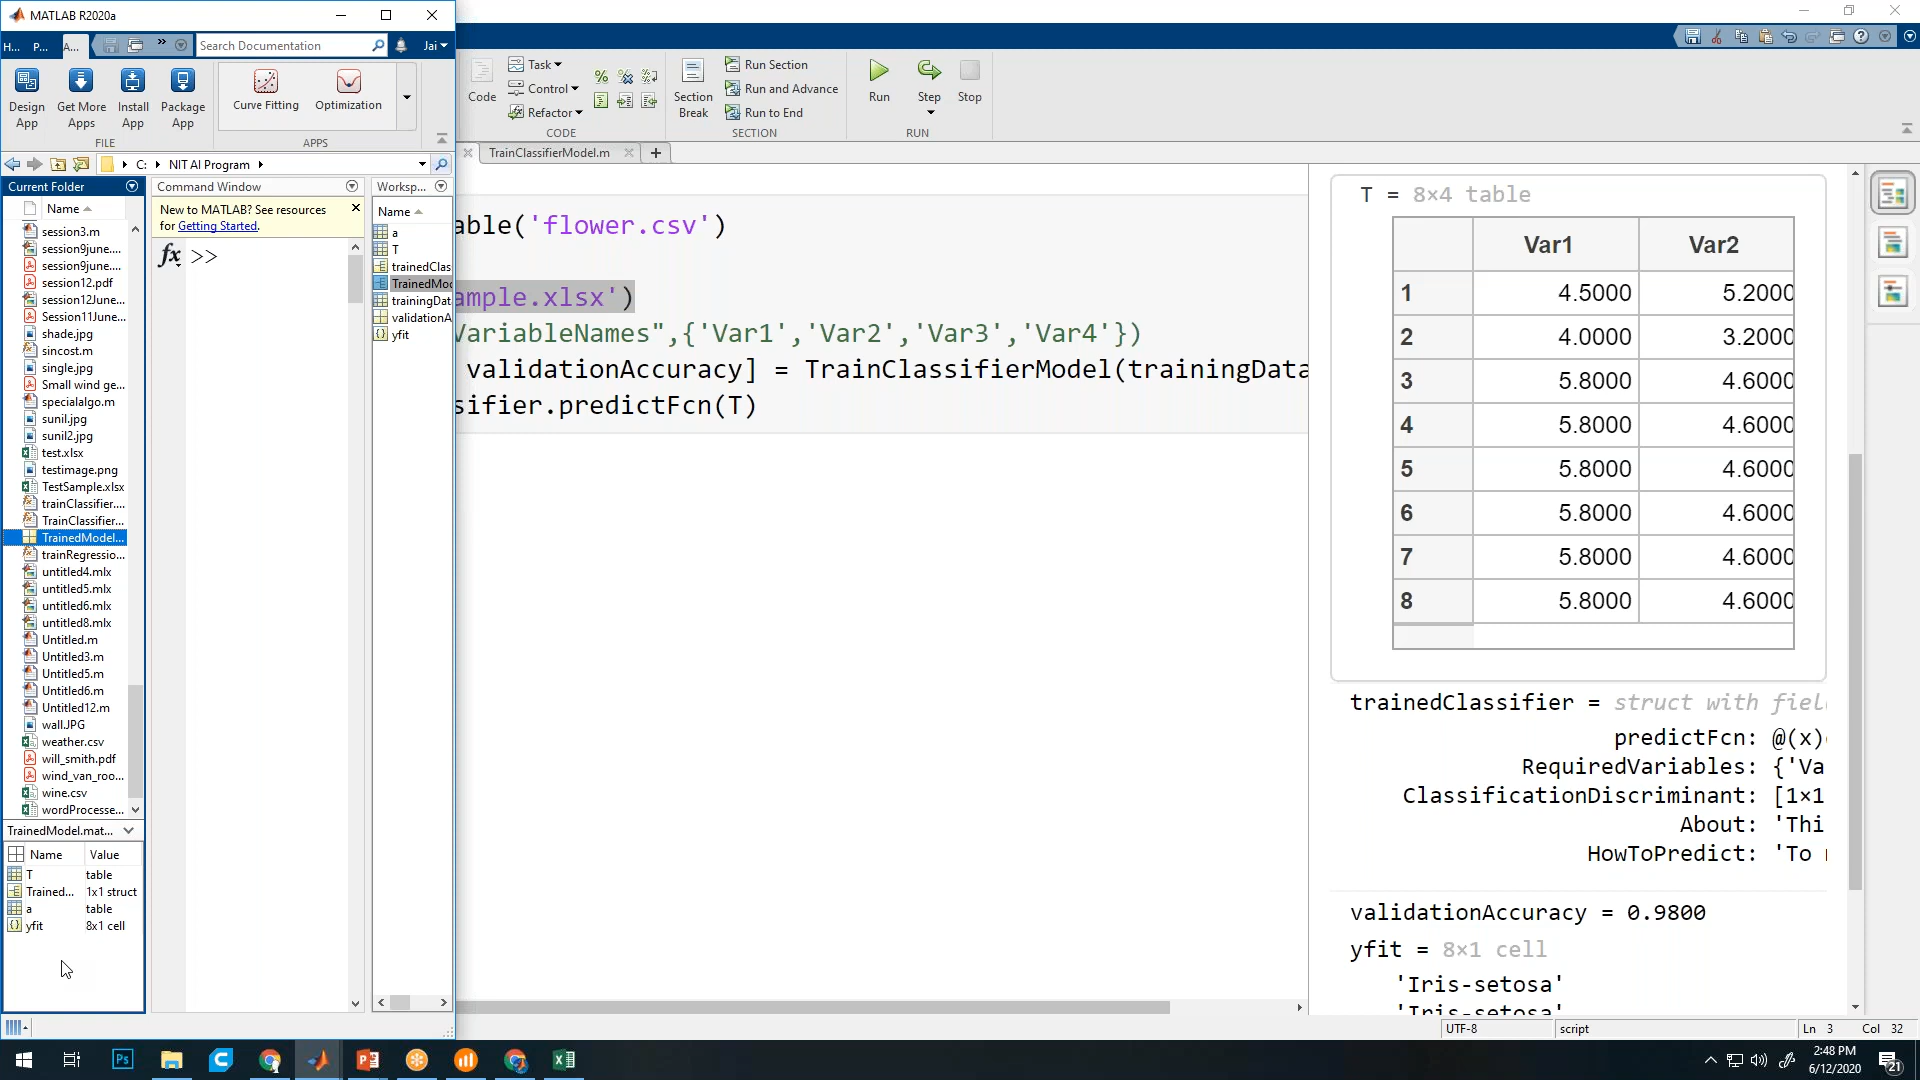 MATLAB R2020a
H...
P...
A...
Search Documentation
Jai
Design App
Get More Apps
Install App
Package App
Curve Fitting
Optimization
FILE
APPS
Code
Task
Control
Refactor
CODE
Section Break
Run Section
Run and Advance
Run to End
SECTION
Run
Step
Stop
RUN
C:
NIT AI Program
TrainClassifierModel.m
Current Folder
Name
session3.m
session9june....
session9june....
session12.pdf
session12June...
Session11June...
shade.jpg
sincost.m
single.jpg
Small wind ge...
specialalgo.m
sunil.jpg
sunil2.jpg
test.xlsx
testimage.png
TestSample.xlsx
trainClassifier....
TrainClassifier...
TrainedModel...
trainRegressio...
untitled4.mlx
untitled5.mlx
untitled6.mlx
untitled8.mlx
Untitled.m
Untitled3.m
Untitled5.m
Untitled6.m
Untitled12.m
wall.JPG
weather.csv
will_smith.pdf
wind_van_roo...
wine.csv
wordProcesse...
TrainedModel.mat...
Name Value
T table
Trained... 1x1 struct
a table
yfit 8x1 cell
Command Window
New to MATLAB? See resources
for Getting Started.
fx >>
Worksp...
Name
a
T
trainedClas
TrainedMod
trainingDat
validationA
yfit
able('flower.csv')
ample.xlsx')
VariableNames",{'Var1','Var2','Var3','Var4'})
validationAccuracy] = TrainClassifierModel(trainingData
sifier.predictFcn(T)
T = 8×4 table
Var1 Var2
1 4.5000 5.2000
2 4.0000 3.2000
3 5.8000 4.6000
4 5.8000 4.6000
5 5.8000 4.6000
6 5.8000 4.6000
7 5.8000 4.6000
8 5.8000 4.6000
trainedClassifier = struct with fiel
predictFcn: @(x)
RequiredVariables: {'Va
ClassificationDiscriminant: [1×1
About: 'Thi
HowToPredict: 'To
validationAccuracy = 0.9800
yfit = 8×1 cell
'Iris-setosa'
'Iris-setosa'
UTF-8
script
Ln 3 Col 32
Ps
2:48 PM
6/12/2020
21